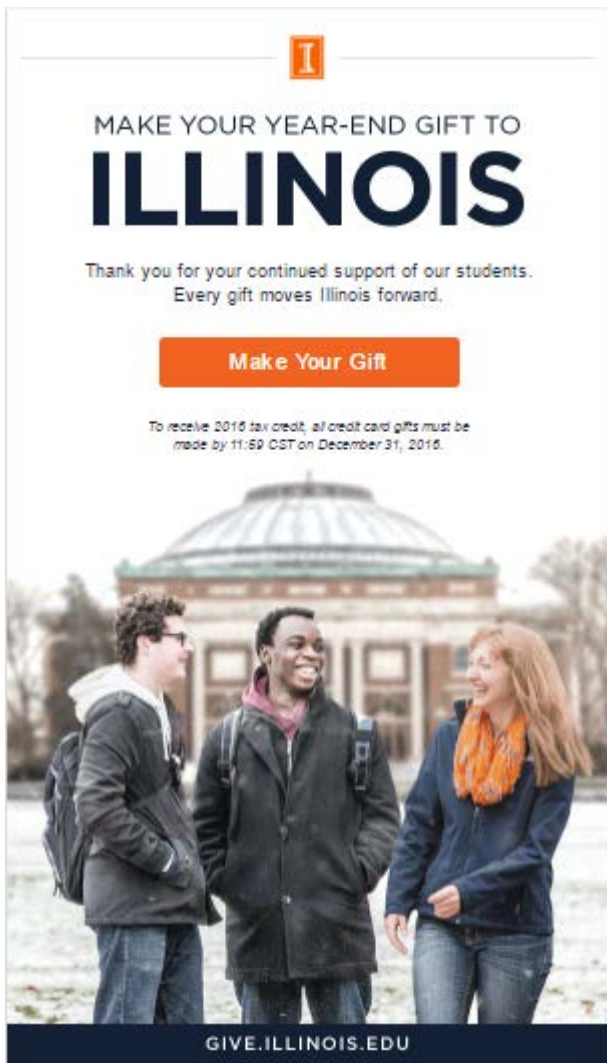 I
MAKE YOUR YEAR-END GIFT TO
ILLINOIS
Thank you for your continued support of our students.
Every gift moves Illinois forward.
Make Your Gift
To receive 2016 tax credit, all credit card gifts must be
made by 11:59 CST on December 31, 2016.
GIVE.ILLINOIS.EDU